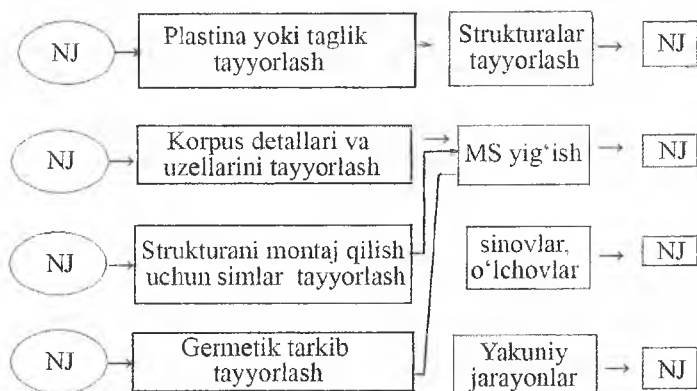 NJ
Plastina yoki taglik
tayyorlash
Strukturalar
tayyorlash
NJ
NJ
Korpus detallari va
uzellarini tayyorlash
MS yig‘ish
NJ
NJ
Strukturani montaj qilish
uchun simlar tayyorlash
sinovlar,
o‘lchovlar
NJ
NJ
Germetik tarkib
tayyorlash
Yakuniy
jarayonlar
NJ